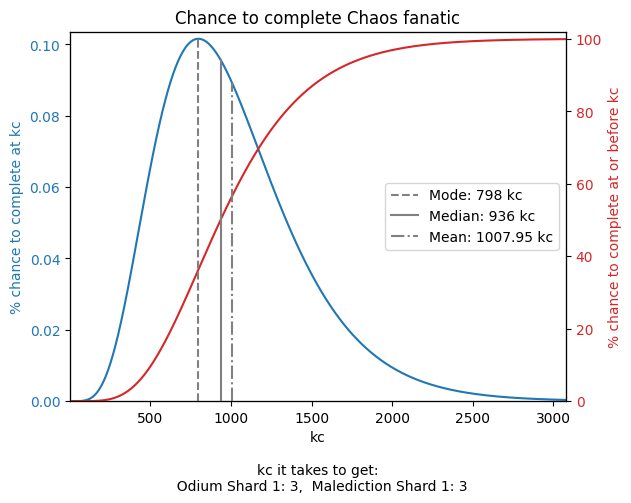 Chance to complete Chaos fanatic
% chance to complete at kc
0.10
0.08
0.06
0.04
0.02
0.00
100
80
60
40
20
0
% chance to complete at or before kc
Mode: 798 kc
Median: 936 kc
Mean: 1007.95 kc
500 1000 1500 2000 2500 3000
kc
kc it takes to get:
Odium Shard 1: 3, Malediction Shard 1: 3